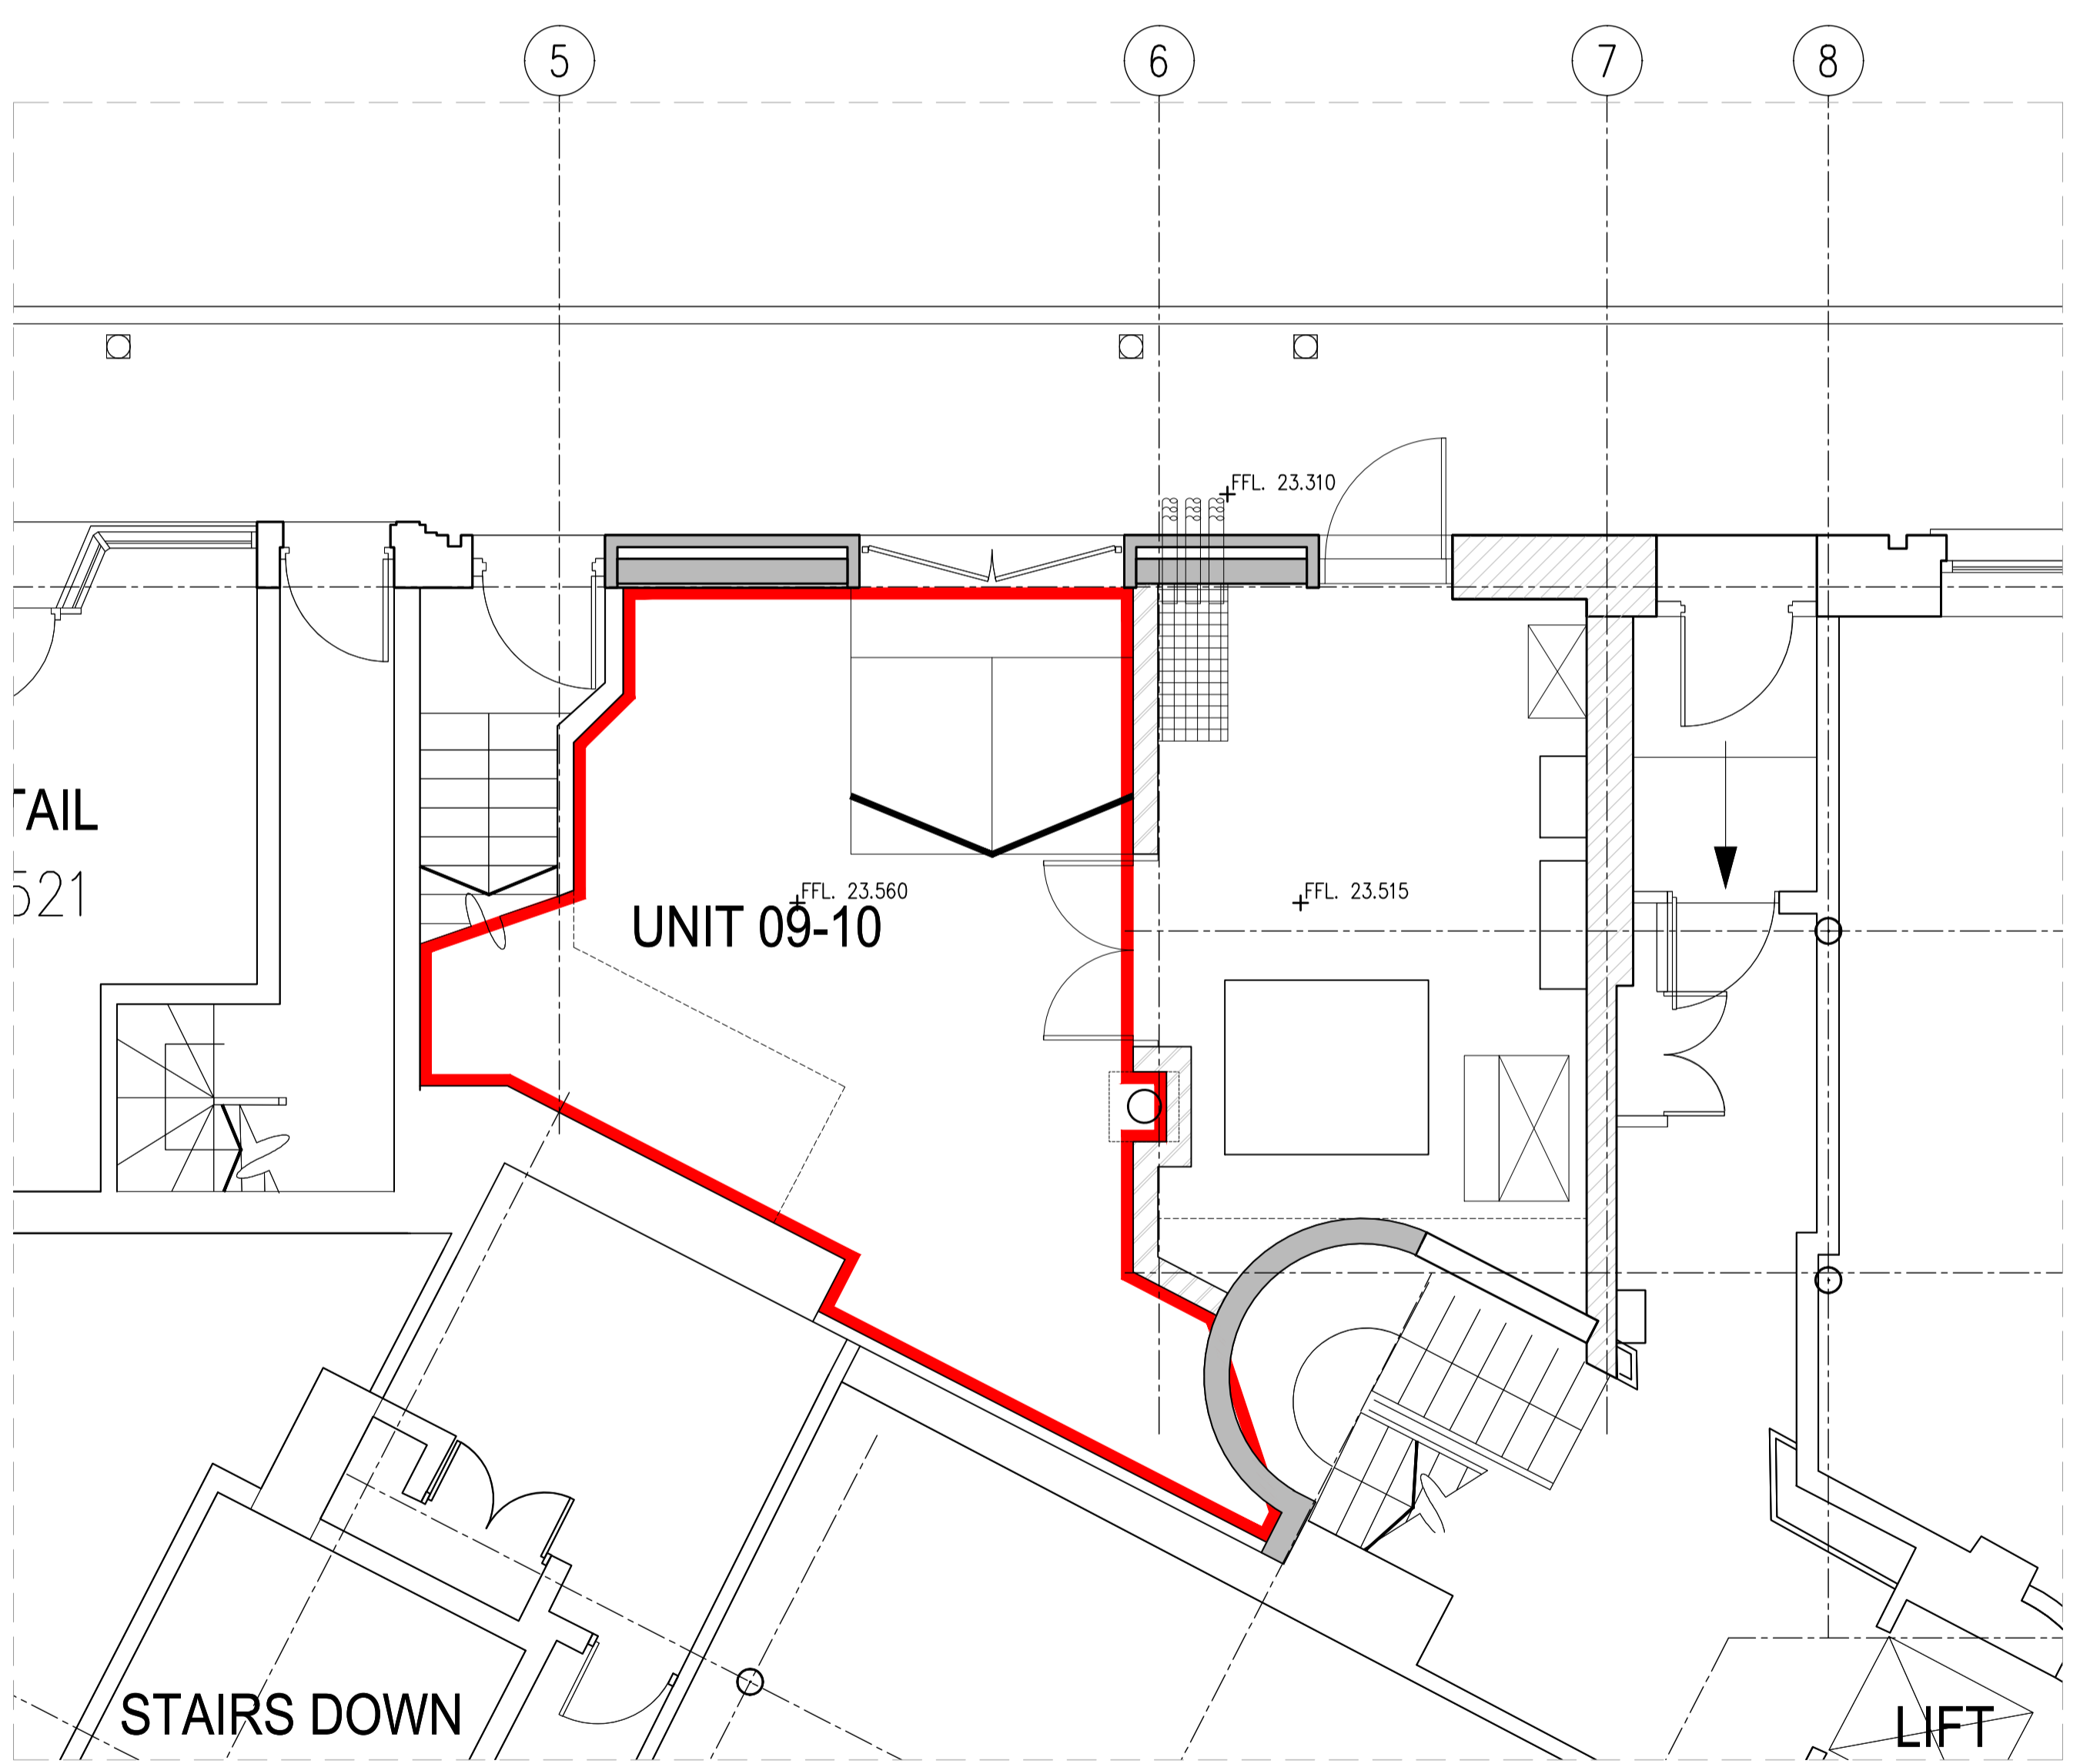 5
6
7
8
FFL. 23.310
TAIL
521
FFL. 23.560
FFL. 23.515
UNIT 09-10
STAIRS DOWN
LIFT